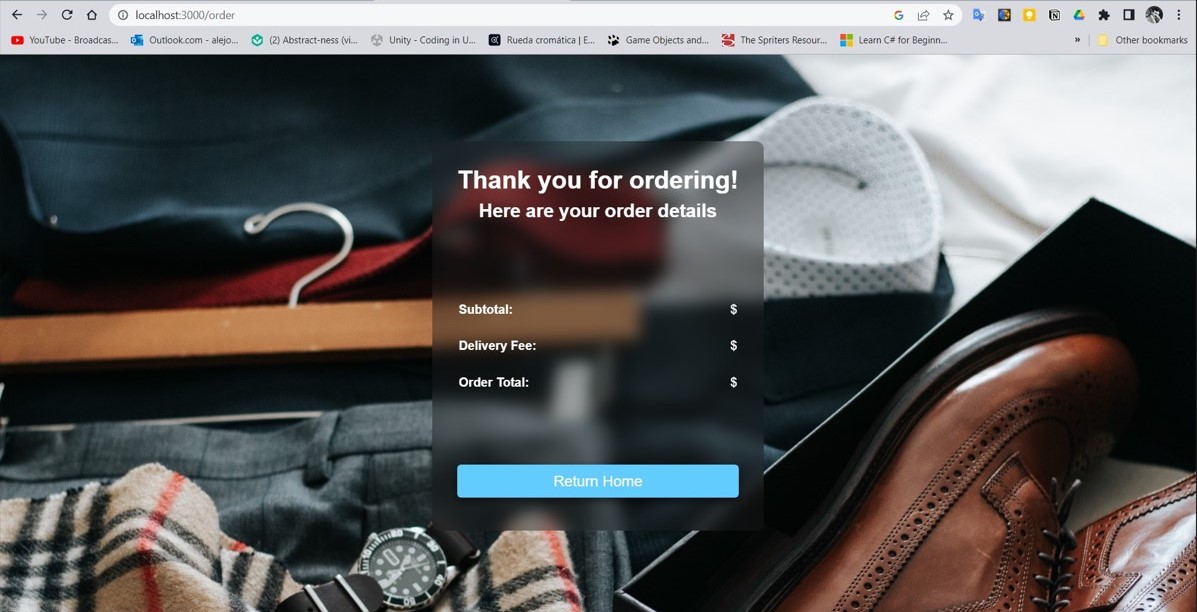 localhost:3000/order
YouTube - Broadcas... Outlook.com - alejo... (2) Abstract-ness (vi... Unity - Coding in U... Rueda cromática | E... Game Objects and... The Spriters Resour... Learn C# for Beginn... » Other bookmarks
Thank you for ordering!
Here are your order details
Subtotal: $
Delivery Fee: $
Order Total: $
Return Home